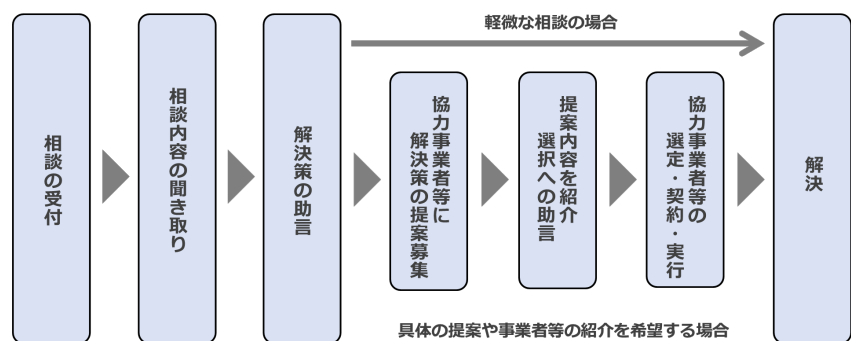 軽微な相談の場合
相談の受付
相談内容の聞き取り
解決策の助言
協力事業者等に
解決策の提案募集
提案内容を紹介
選択への助言
協力事業者等の
選定・契約・実行
解決
具体の提案や事業者等の紹介を希望する場合